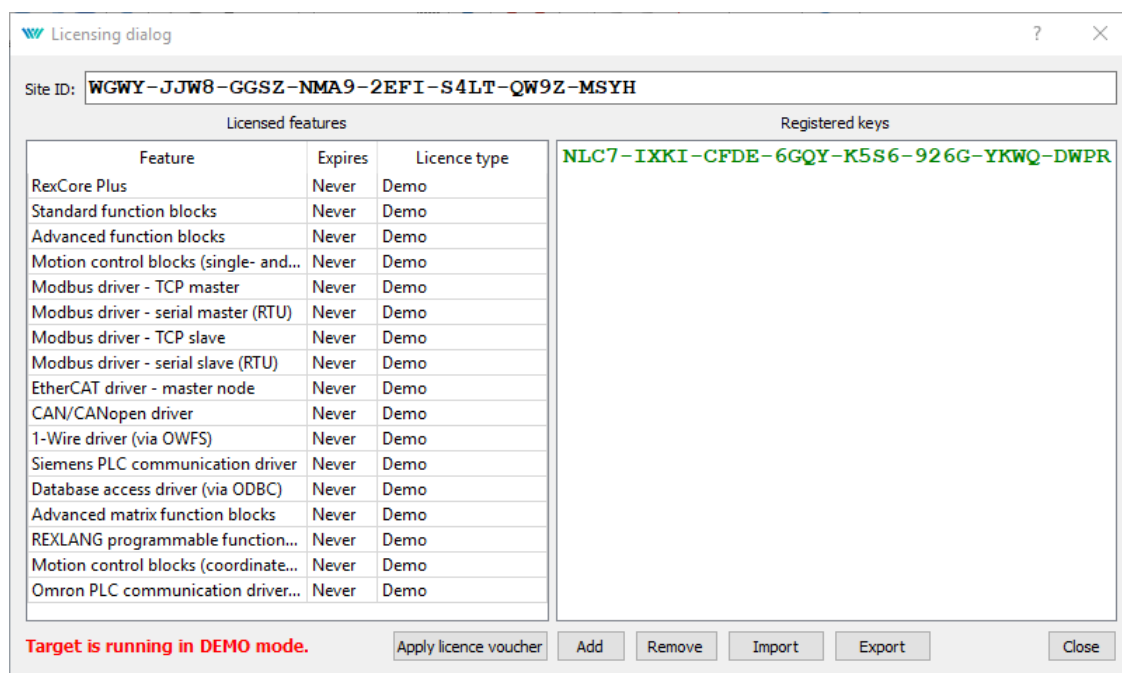 Licensing dialog ?
Site ID: WGWY-JJW8-GGSZ-NMA9-2EFI-S4LT-QW9Z-MSYH
Licensed features
Registered keys
Feature Expires Licence type
RexCore Plus Never Demo
Standard function blocks Never Demo
Advanced function blocks Never Demo
Motion control blocks (single- and... Never Demo
Modbus driver - TCP master Never Demo
Modbus driver - serial master (RTU) Never Demo
Modbus driver - TCP slave Never Demo
Modbus driver - serial slave (RTU) Never Demo
EtherCAT driver - master node Never Demo
CAN/CANopen driver Never Demo
1-Wire driver (via OWFS) Never Demo
Siemens PLC communication driver Never Demo
Database access driver (via ODBC) Never Demo
Advanced matrix function blocks Never Demo
REXLANG programmable function... Never Demo
Motion control blocks (coordinate... Never Demo
Omron PLC communication driver... Never Demo
NLC7-IXKI-CFDE-6GQY-K5S6-926G-YKWQ-DWPR
Target is running in DEMO mode. Apply licence voucher Add Remove Import Export Close